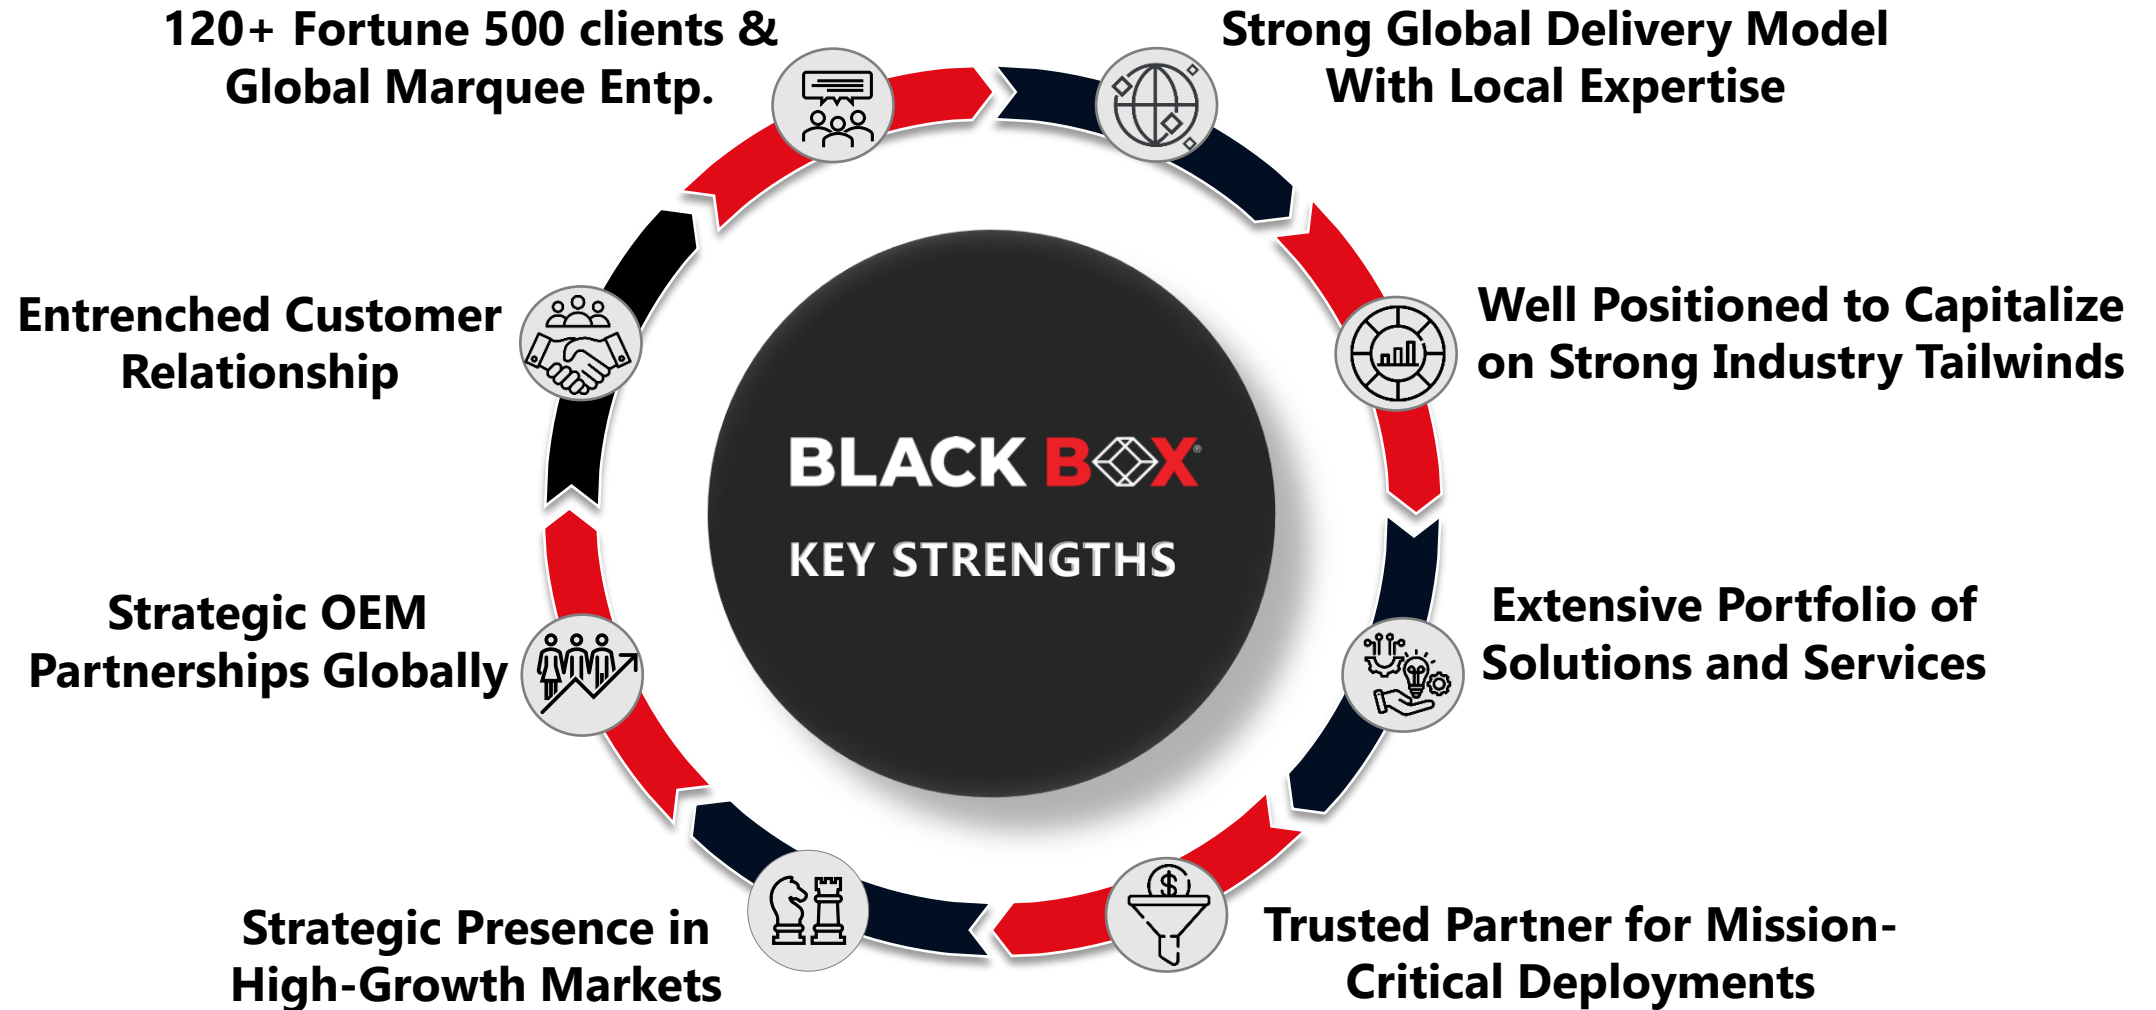 120+ Fortune 500 clients &
Global Marquee Entp.
Strong Global Delivery Model
With Local Expertise
Entrenched Customer
Relationship
Well Positioned to Capitalize
on Strong Industry Tailwinds
BLACK BOX®
KEY STRENGTHS
Strategic OEM
Partnerships Globally
Extensive Portfolio of
Solutions and Services
Strategic Presence in
High-Growth Markets
$
Trusted Partner for Mission-
Critical Deployments